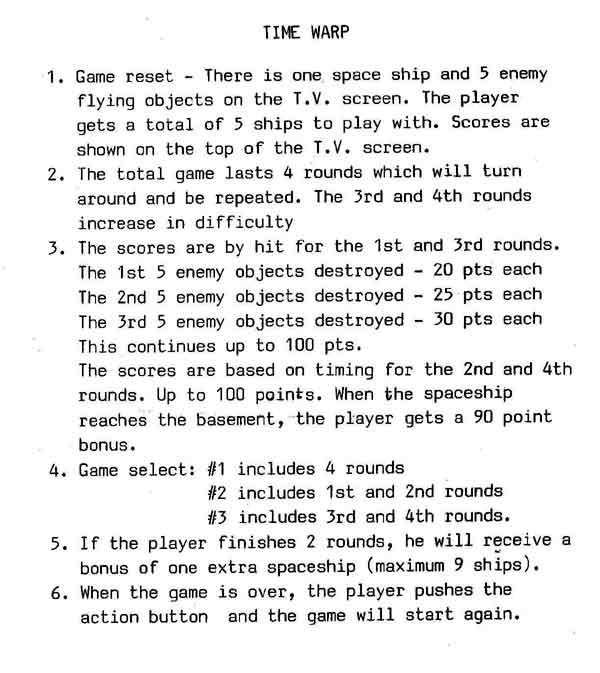 TIME WARP
1. Game reset - There is one space ship and 5 enemy
flying objects on the T.V. screen. The player
gets a total of 5 ships to play with. Scores are
shown on the top of the T.V. screen.
2. The total game lasts 4 rounds which will turn
around and be repeated. The 3rd and 4th rounds
increase in difficulty
3. The scores are by hit for the 1st and 3rd rounds.
The 1st 5 enemy objects destroyed - 20 pts each
The 2nd 5 enemy objects destroyed - 25 pts each
The 3rd 5 enemy objects destroyed - 30 pts each
This continues up to 100 pts.
The scores are based on timing for the 2nd and 4th
rounds. Up to 100 points. When the spaceship
reaches the basement, the player gets a 90 point
bonus.
4. Game select: #1 includes 4 rounds
#2 includes 1st and 2nd rounds
#3 includes 3rd and 4th rounds.
5. If the player finishes 2 rounds, he will receive a
bonus of one extra spaceship (maximum 9 ships).
6. When the game is over, the player pushes the
action button and the game will start again.